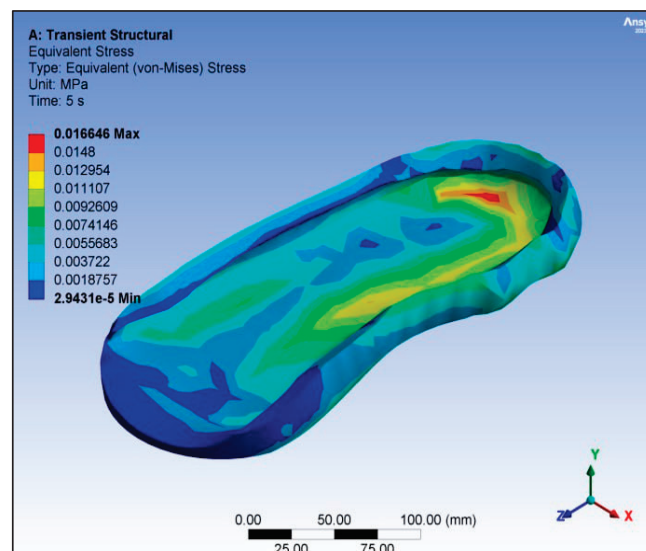 A: Transient Structural
Equivalent Stress
Type: Equivalent (von-Mises) Stress
Unit: MPa
Time: 5 s
0.016646 Max
0.0148
0.012954
0.011107
0.0092609
0.0074146
0.0055683
0.003722
0.0018757
2.9431e-5 Min
Y
Z
X
0.00 50.00 100.00 (mm)
25.00 75.00